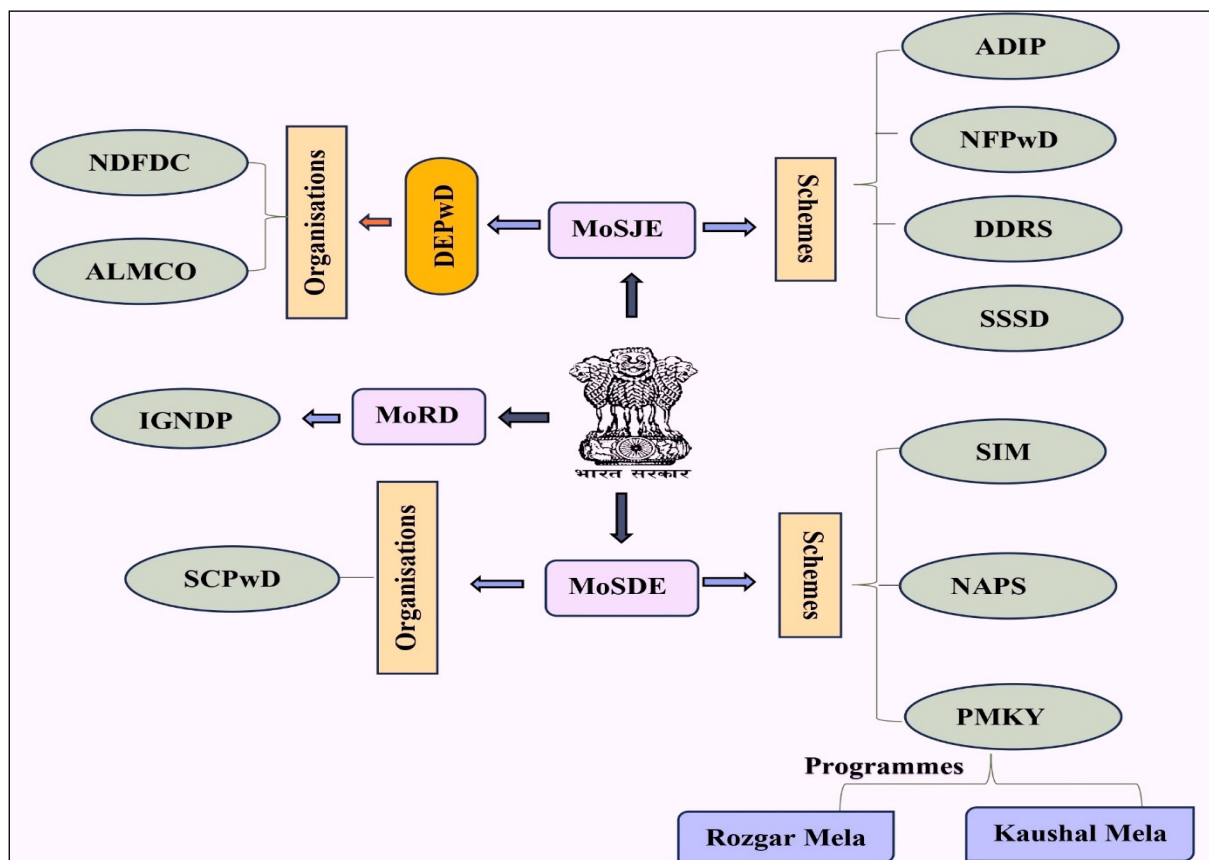 ADIP
NFPwD
DDRS
SSSD
Schemes
MoSJE
DEPwD
Organisations
NDFDC
ALMCO
भारत सरकार
MoRD
IGNDP
MoSDE
Organisations
SCPwD
Schemes
SIM
NAPS
PMKY
Programmes
Rozgar Mela
Kaushal Mela